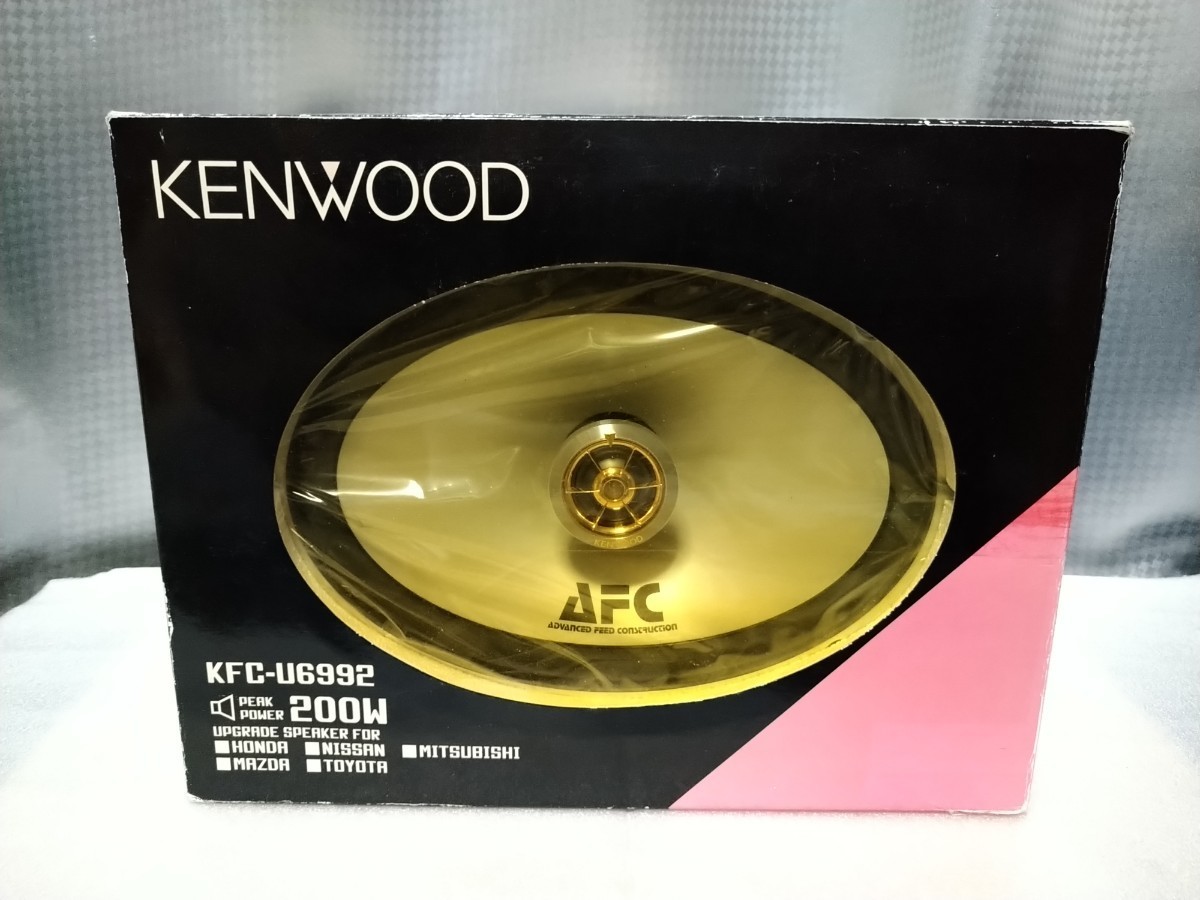 KENWOOD
AFC
ADVANCED FEED CONSTRUCTION
KFC-U6992
PEAK POWER 200W
UPGRADE SPEAKER FOR
HONDA NISSAN MITSUBISHI
MAZDA TOYOTA